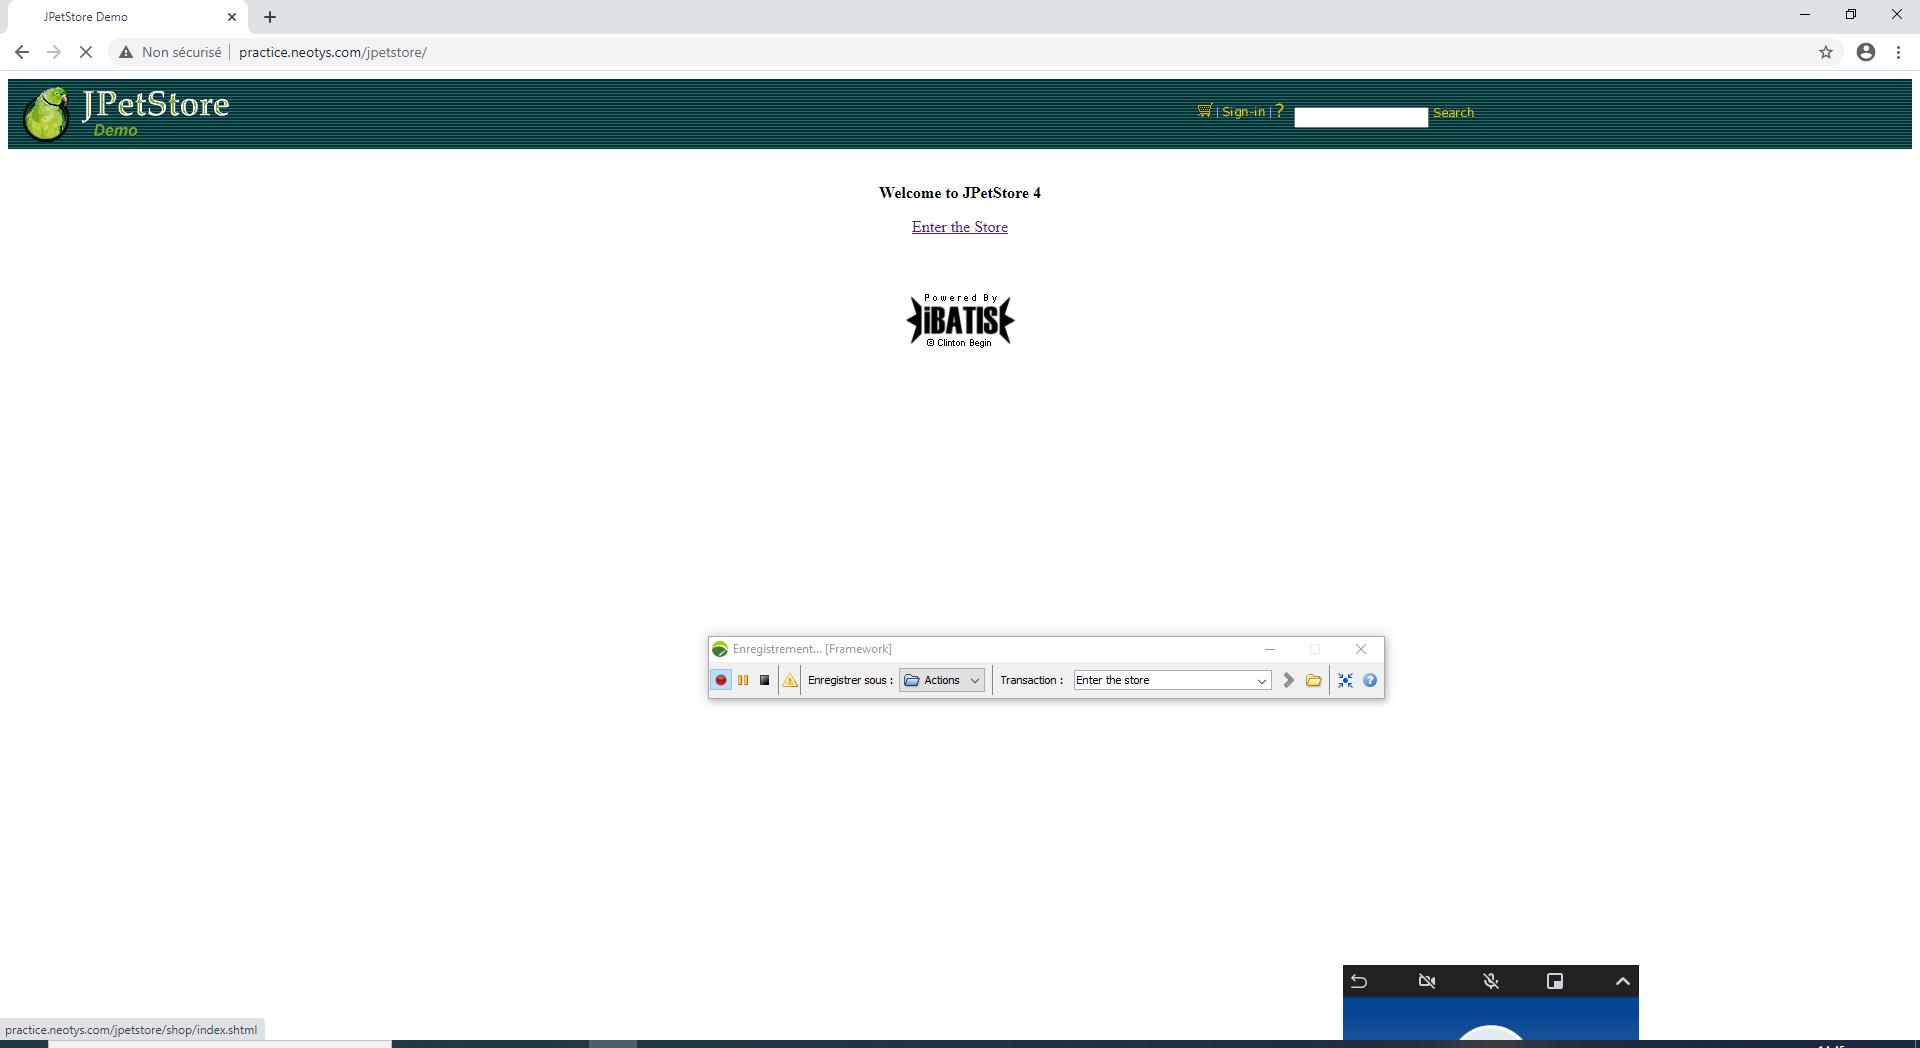 JPetStore Demo
Non sécurisé practice.neotys.com/jpetstore/
JPetStore
Demo
| Sign-in | ? Search
Welcome to JPetStore 4
Enter the Store
Powered By
iBATIS
© Clinton Begin
Enregistrement... [Framework]
Enregistrer sous : Actions Transaction : Enter the store
practice.neotys.com/jpetstore/shop/index.shtml